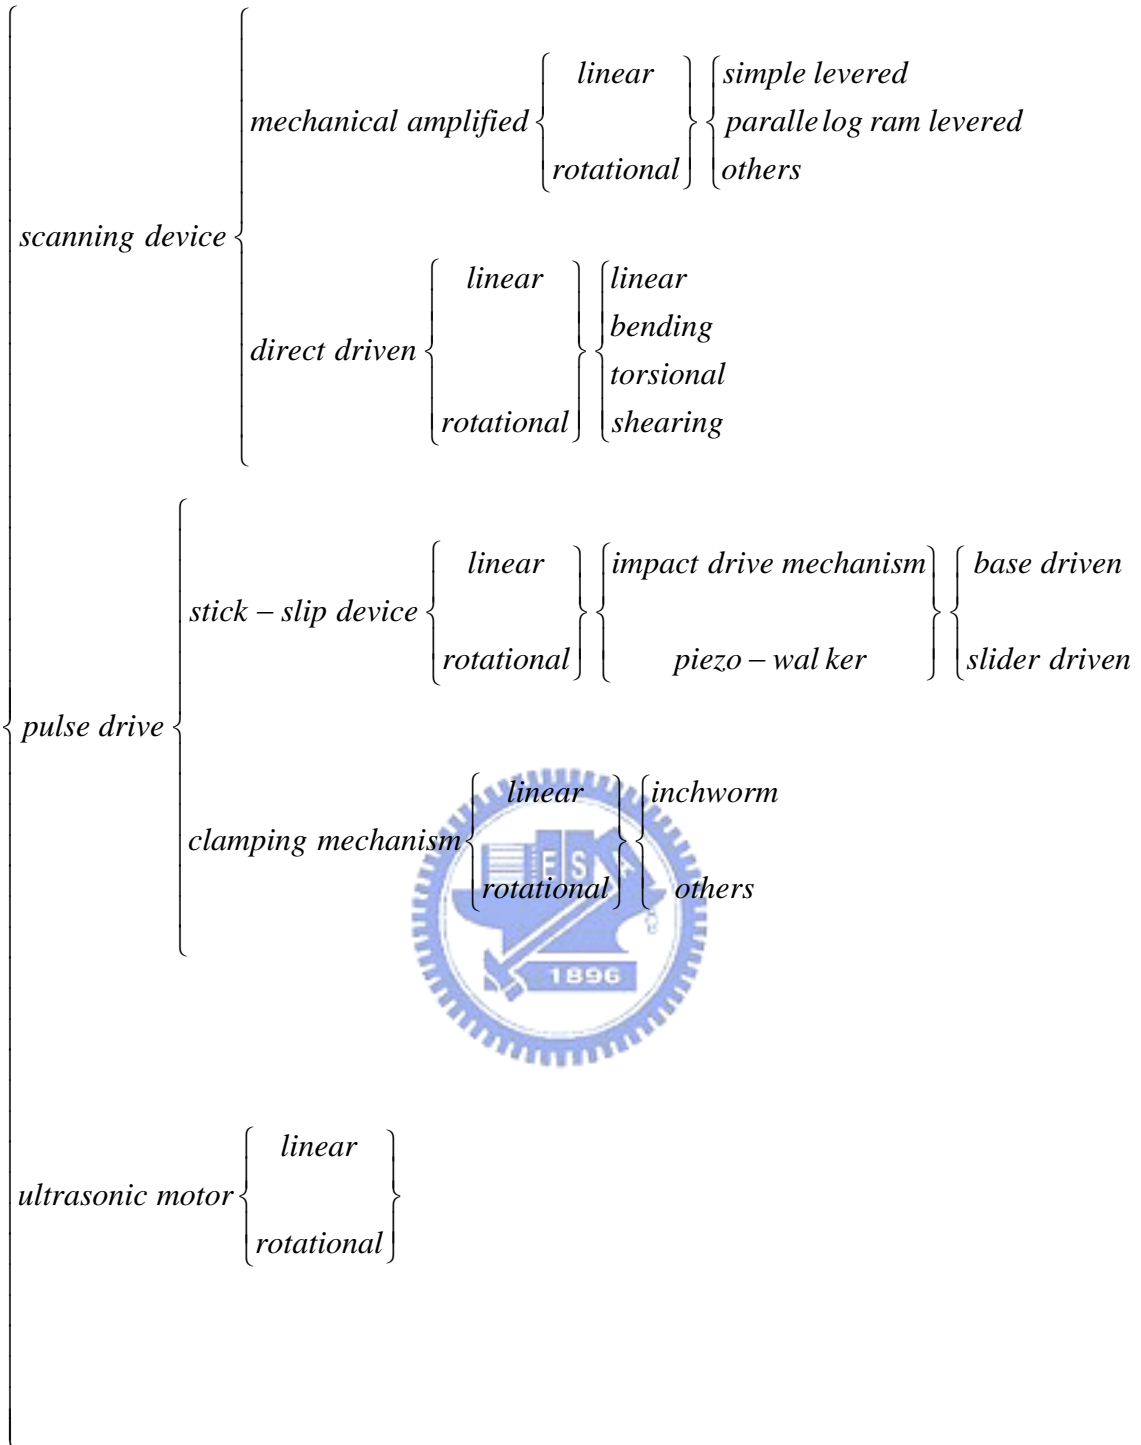 linear
mechanical amplified
rotational
simple levered
paralle log ram levered
others
scanning device
linear
direct driven
rotational
linear
bending
torsional
shearing
linear
stick – slip device
rotational
impact drive mechanism
piezo – wal ker
base driven
slider driven
pulse drive
linear
clamping mechanism
rotational
inchworm
others
E S
1896
linear
ultrasonic motor
rotational